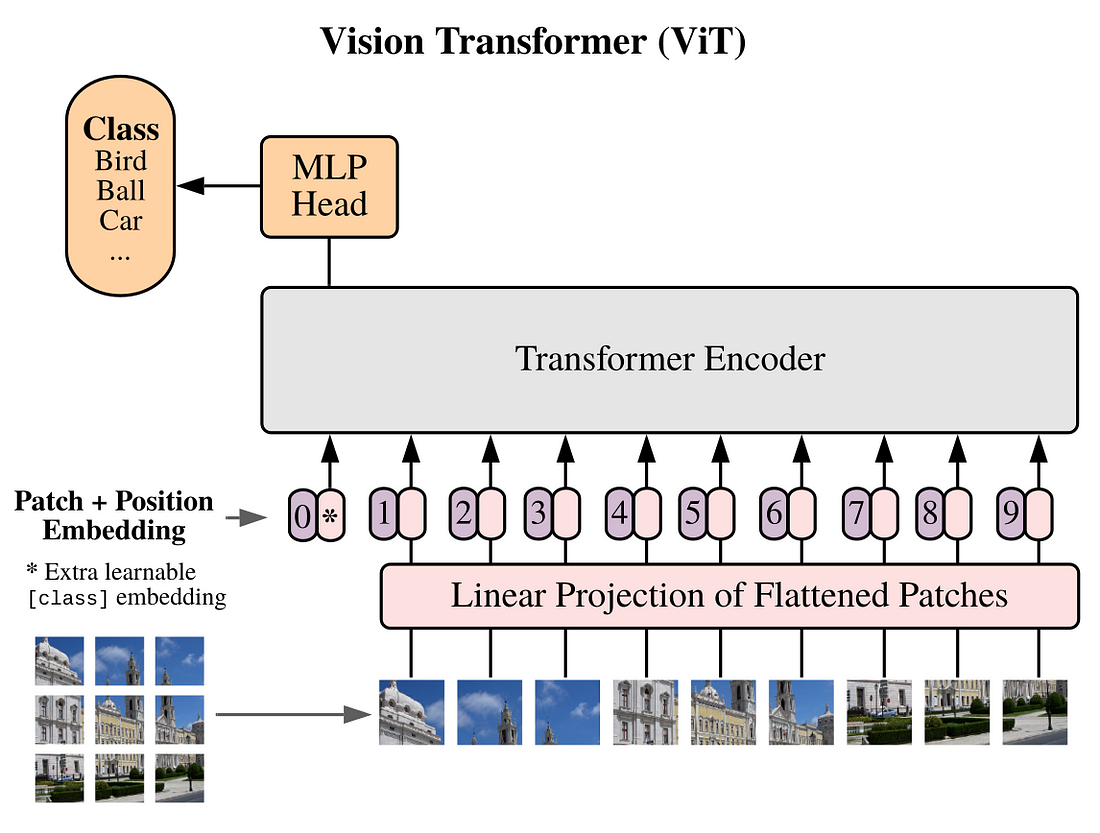 Vision Transformer (ViT)
Class
Bird
Ball
Car
...
MLP
Head
Transformer Encoder
Patch + Position
Embedding
0 * 1 2 3 4 5 6 7 8 9
* Extra learnable
[class] embedding
Linear Projection of Flattened Patches